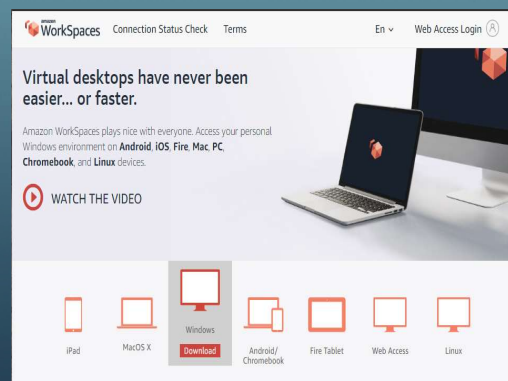 amazon
WorkSpaces
Connection Status Check
Terms
En
Web Access Login
Virtual desktops have never been
easier... or faster.
Amazon WorkSpaces plays nice with everyone. Access your personal
Windows environment on Android, iOS, Fire, Mac, PC,
Chromebook, and Linux devices.
WATCH THE VIDEO
iPad
MacOS X
Windows
Download
Android/
Chromebook
Fire Tablet
Web Access
Linux